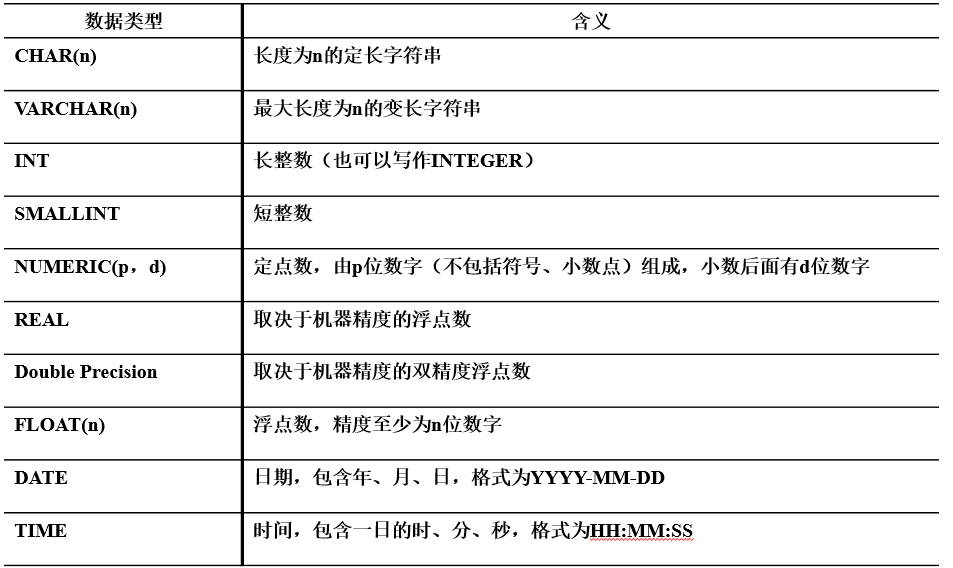 数据类型 含义
CHAR(n) 长度为n的定长字符串
VARCHAR(n) 最大长度为n的变长字符串
INT 长整数（也可以写作INTEGER）
SMALLINT 短整数
NUMERIC(p，d) 定点数，由p位数字（不包括符号、小数点）组成，小数后面有d位数字
REAL 取决于机器精度的浮点数
Double Precision 取决于机器精度的双精度浮点数
FLOAT(n) 浮点数，精度至少为n位数字
DATE 日期，包含年、月、日，格式为YYYY-MM-DD
TIME 时间，包含一日的时、分、秒，格式为HH:MM:SS